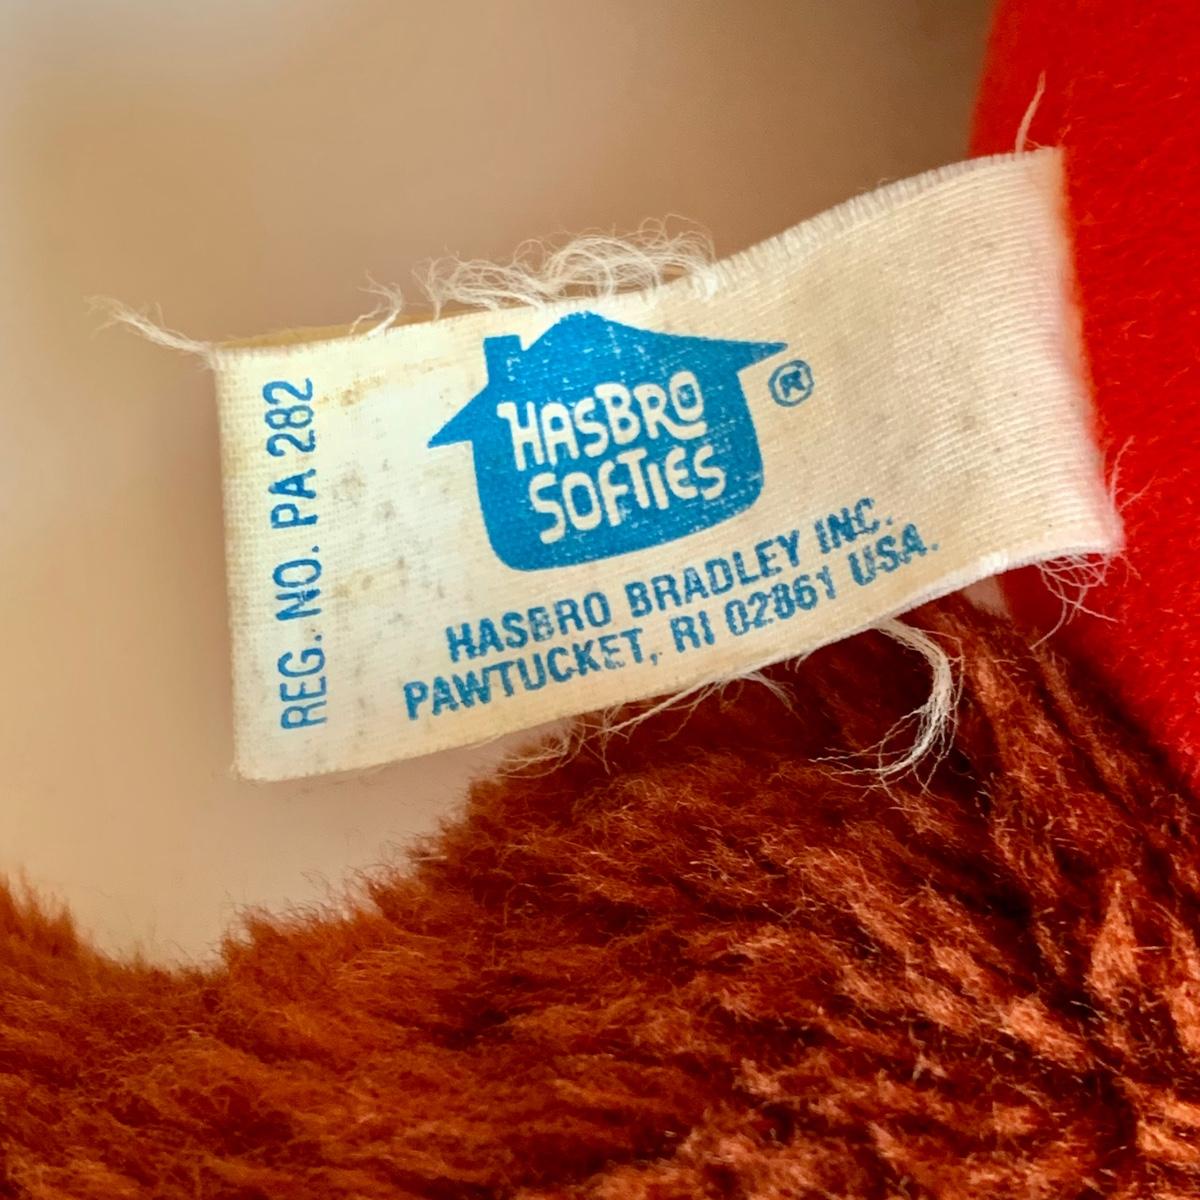 REG. NO. PA 282
HASBRO
SOFTIES
®
HASBRO BRADLEY INC.
PAWTUCKET, RI 02861 USA.